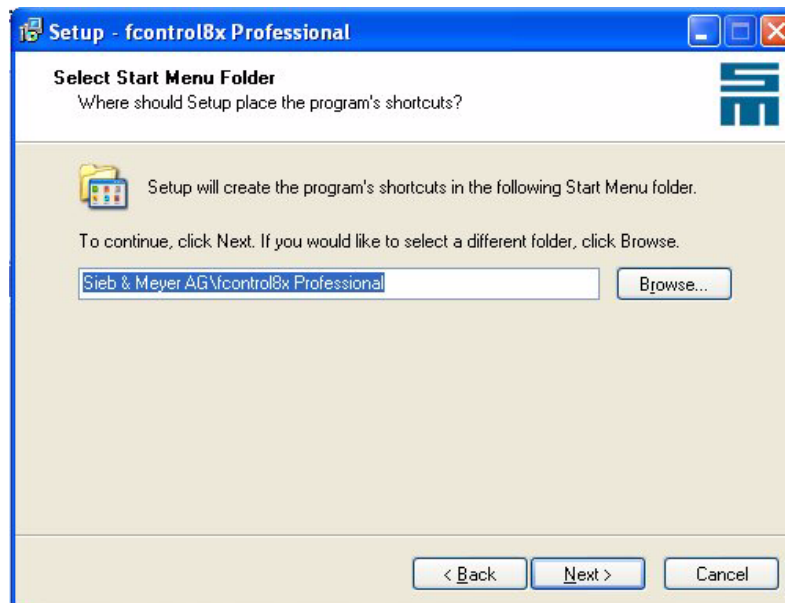 Setup - fcontrol8x Professional
Select Start Menu Folder
Where should Setup place the program's shortcuts?
SM
Setup will create the program's shortcuts in the following Start Menu folder.
To continue, click Next. If you would like to select a different folder, click Browse.
Sieb & Meyer AG\fcontrol8x Professional
Browse...
< Back
Next >
Cancel